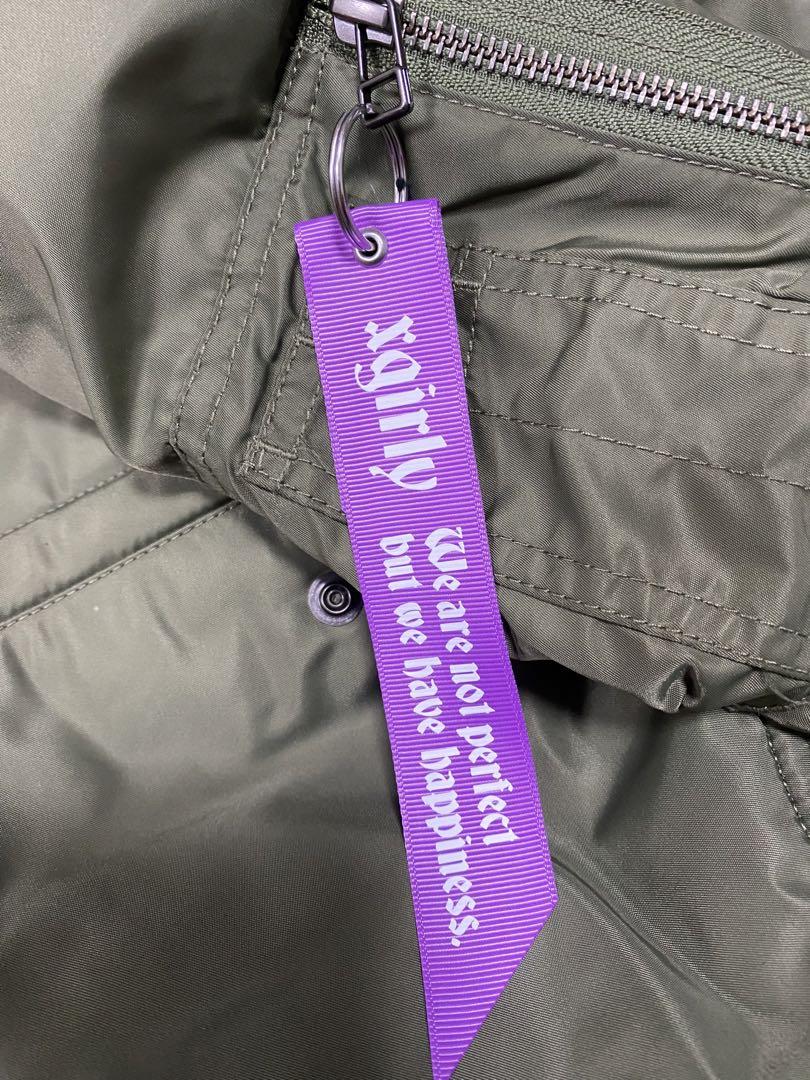 xgirly
We are not perfect
but we have happiness.